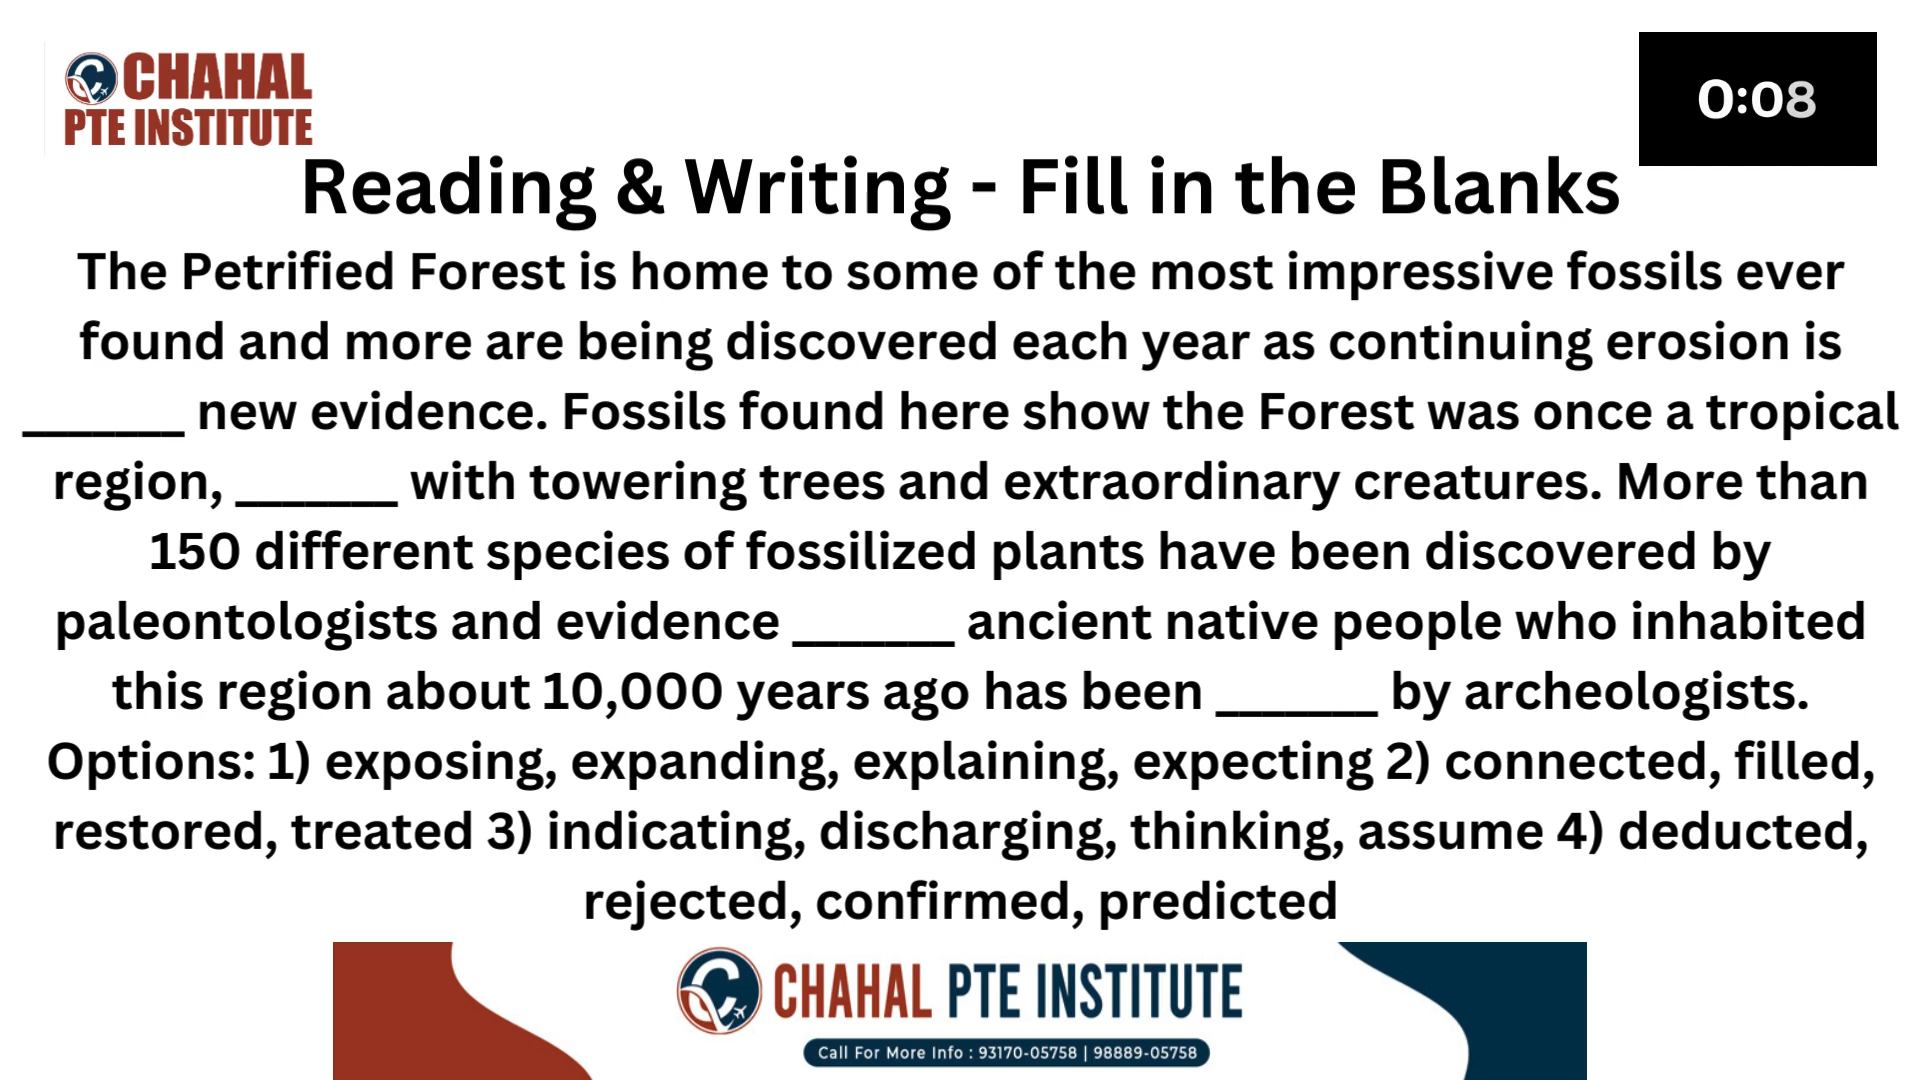 CHAHAL
PTE INSTITUTE
0:08
Reading & Writing - Fill in the Blanks
The Petrified Forest is home to some of the most impressive fossils ever
found and more are being discovered each year as continuing erosion is
_______ new evidence. Fossils found here show the Forest was once a tropical
region, _______ with towering trees and extraordinary creatures. More than
150 different species of fossilized plants have been discovered by
paleontologists and evidence _______ ancient native people who inhabited
this region about 10,000 years ago has been _______ by archeologists.
Options: 1) exposing, expanding, explaining, expecting 2) connected, filled,
restored, treated 3) indicating, discharging, thinking, assume 4) deducted,
rejected, confirmed, predicted
CHAHAL PTE INSTITUTE
Call For More Info : 93170-05758 | 98889-05758